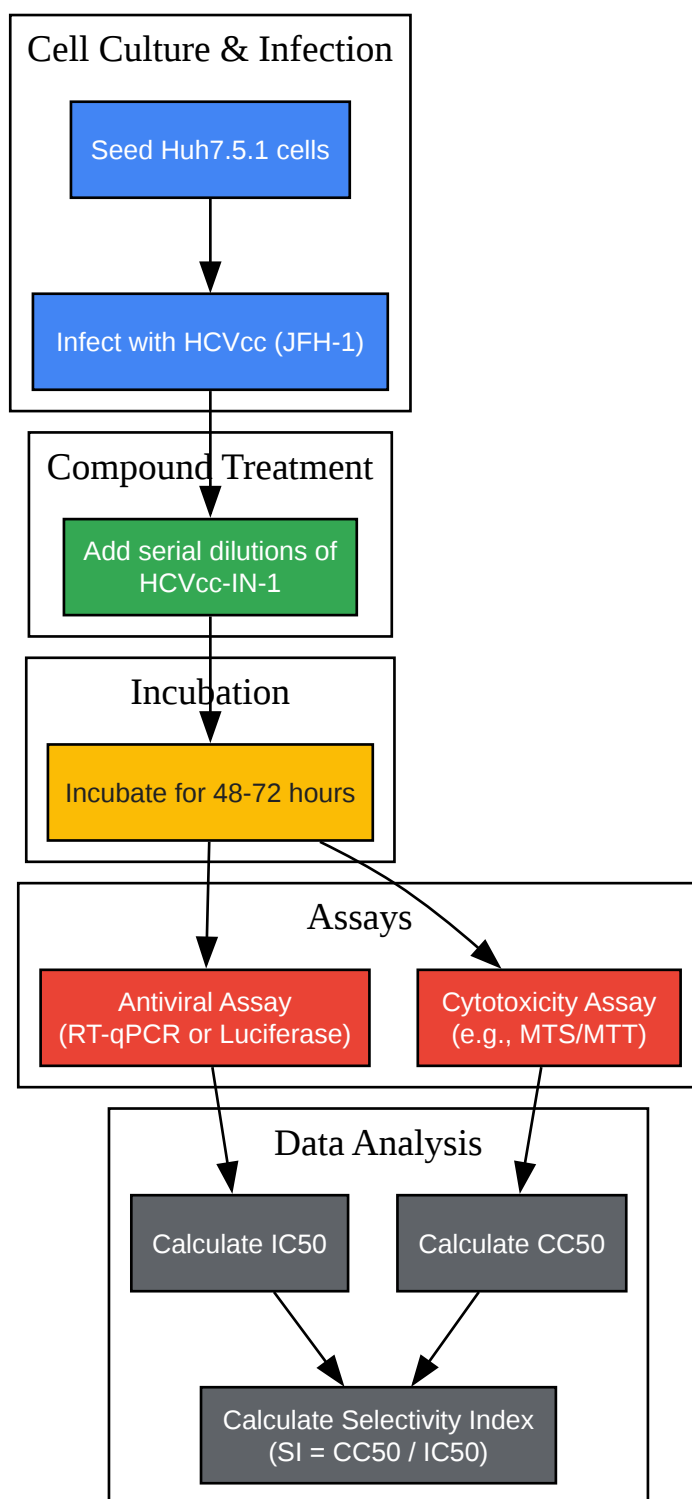 Cell Culture & Infection
Seed Huh7.5.1 cells
Infect with HCVcc (JFH-1)
Compound Treatment
Add serial dilutions of
HCVcc-IN-1
Incubation
Incubate for 48-72 hours
Assays
Antiviral Assay
(RT-qPCR or Luciferase)
Cytotoxicity Assay
(e.g., MTS/MTT)
Data Analysis
Calculate IC50
Calculate CC50
Calculate Selectivity Index
(SI = CC50 / IC50)